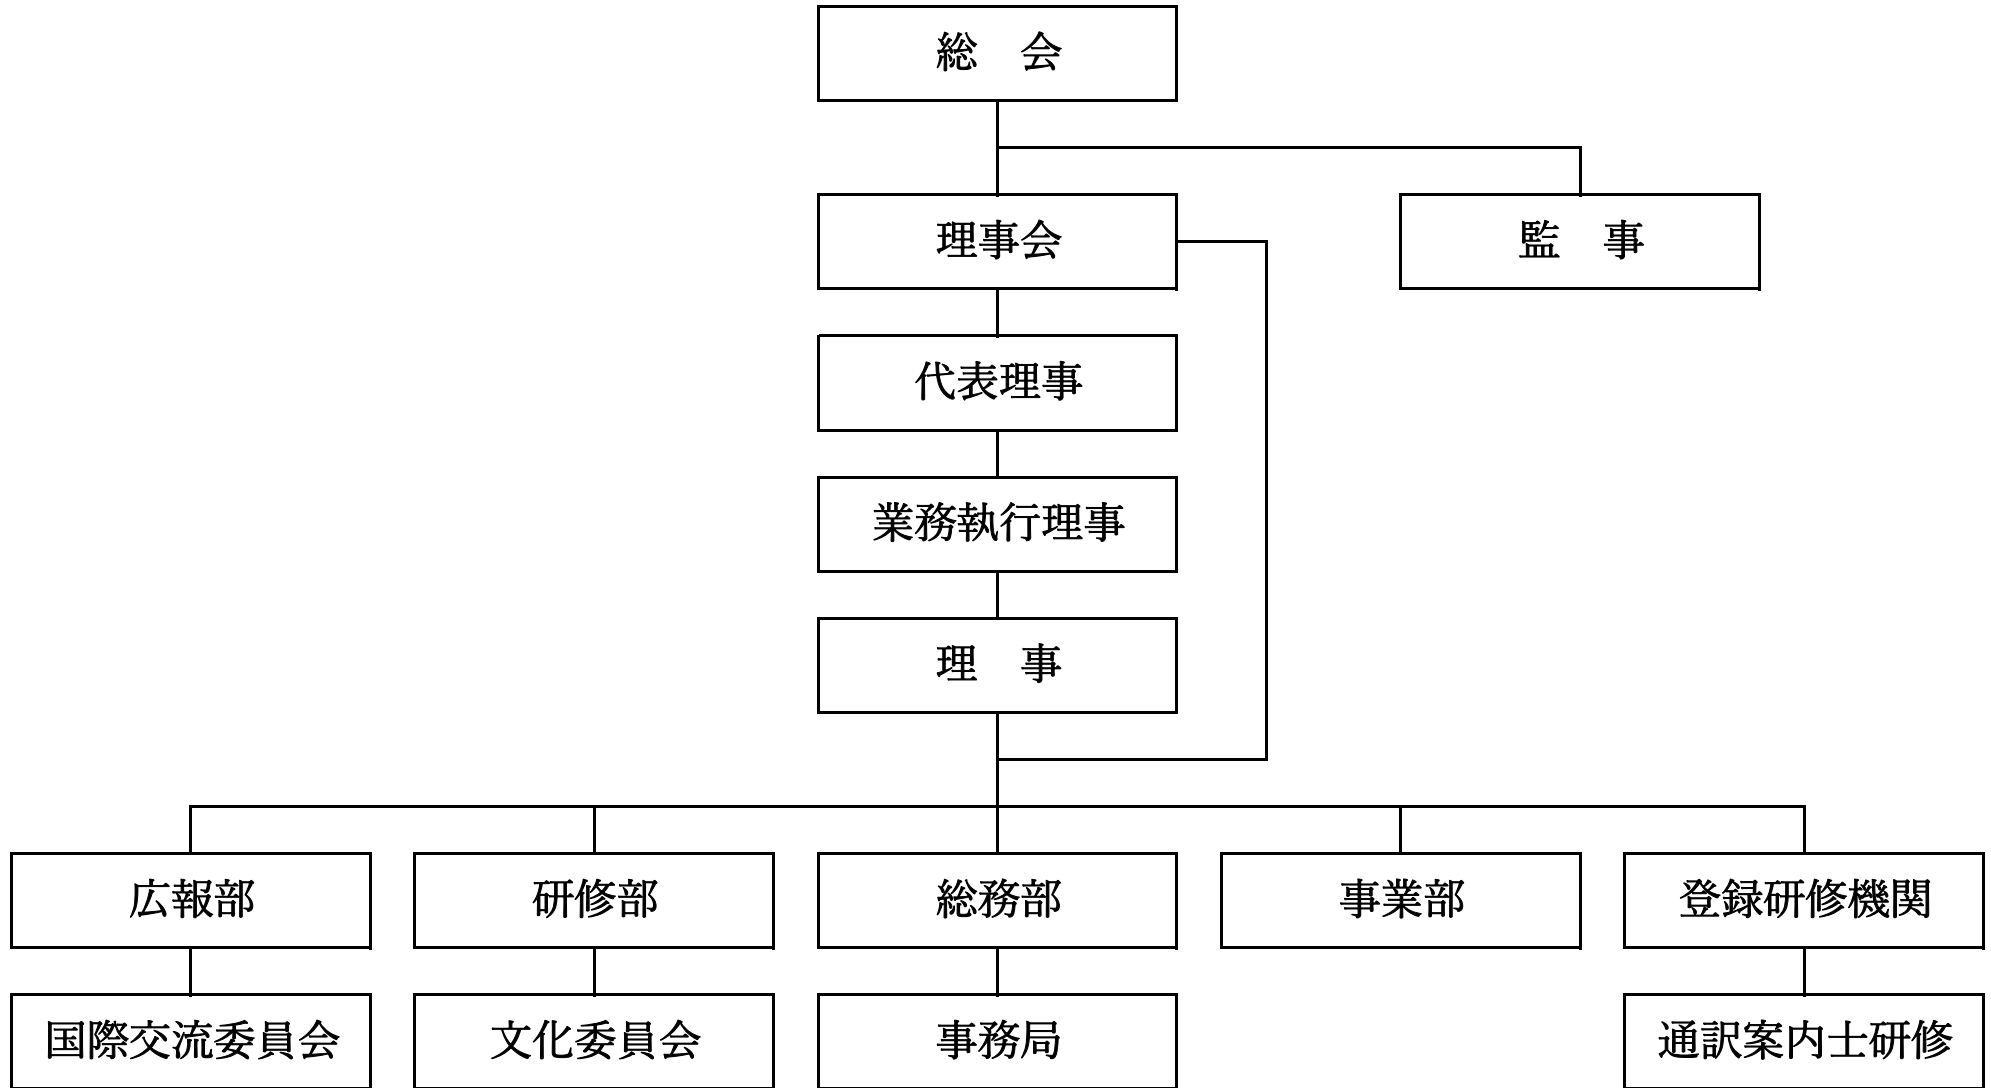 総　会
理事会
監　事
代表理事
業務執行理事
理　事
広報部
研修部
総務部
事業部
登録研修機関
国際交流委員会
文化委員会
事務局
通訳案内士研修